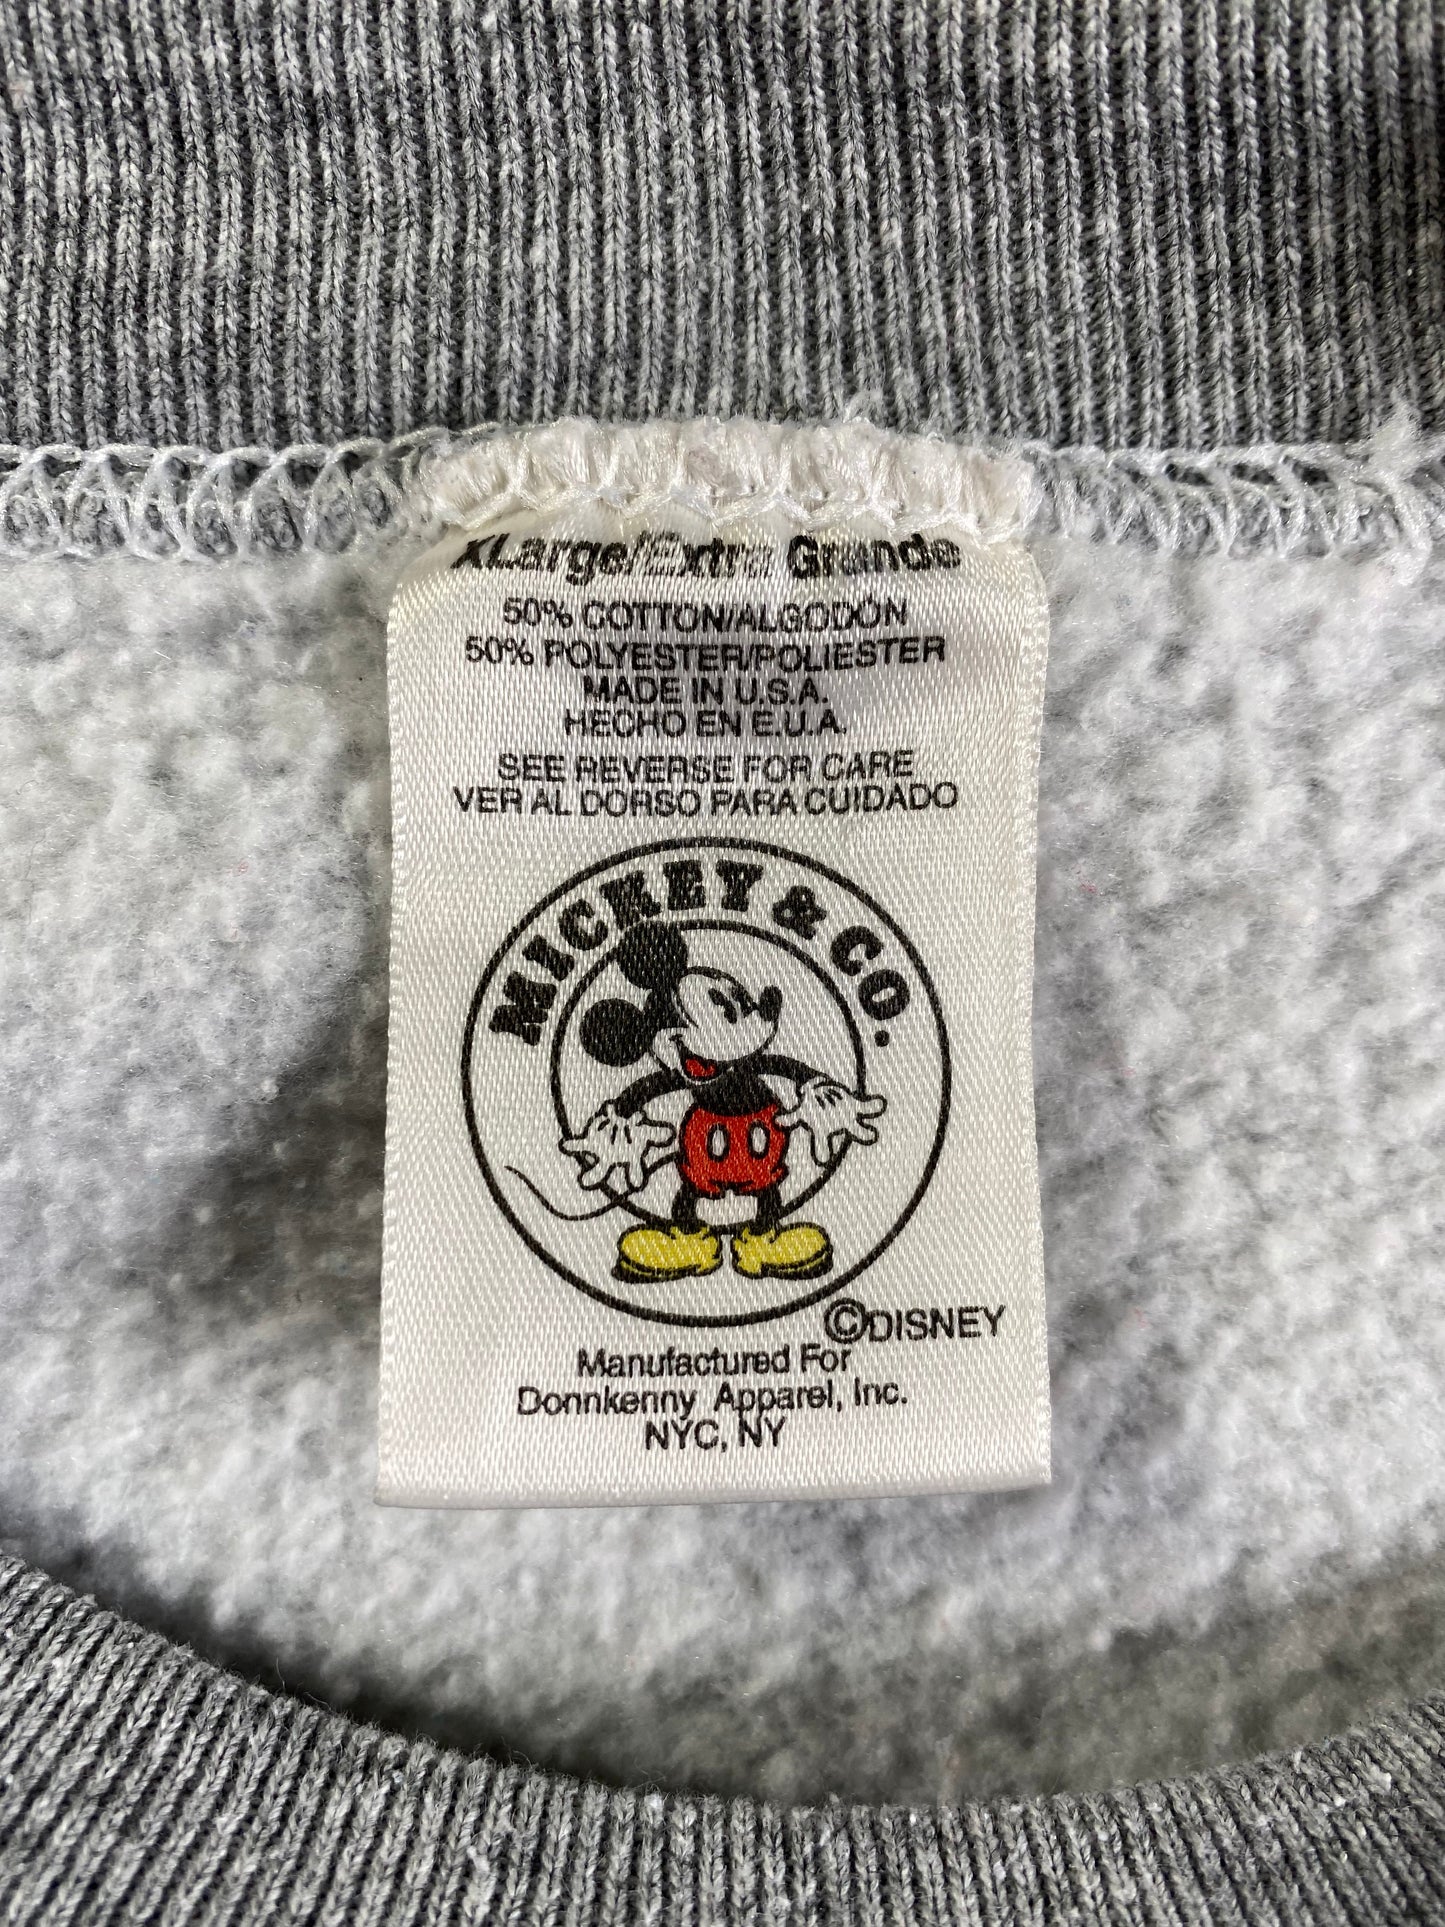 XLarge/Extra Grande
50% COTTON/ALGODÓN
50% POLYESTER/POLIESTER
MADE IN U.S.A.
HECHO EN E.U.A.
SEE REVERSE FOR CARE
VER AL DORSO PARA CUIDADO
MICKEY & CO.
©DISNEY
Manufactured For
Donnkenny Apparel, Inc.
NYC, NY